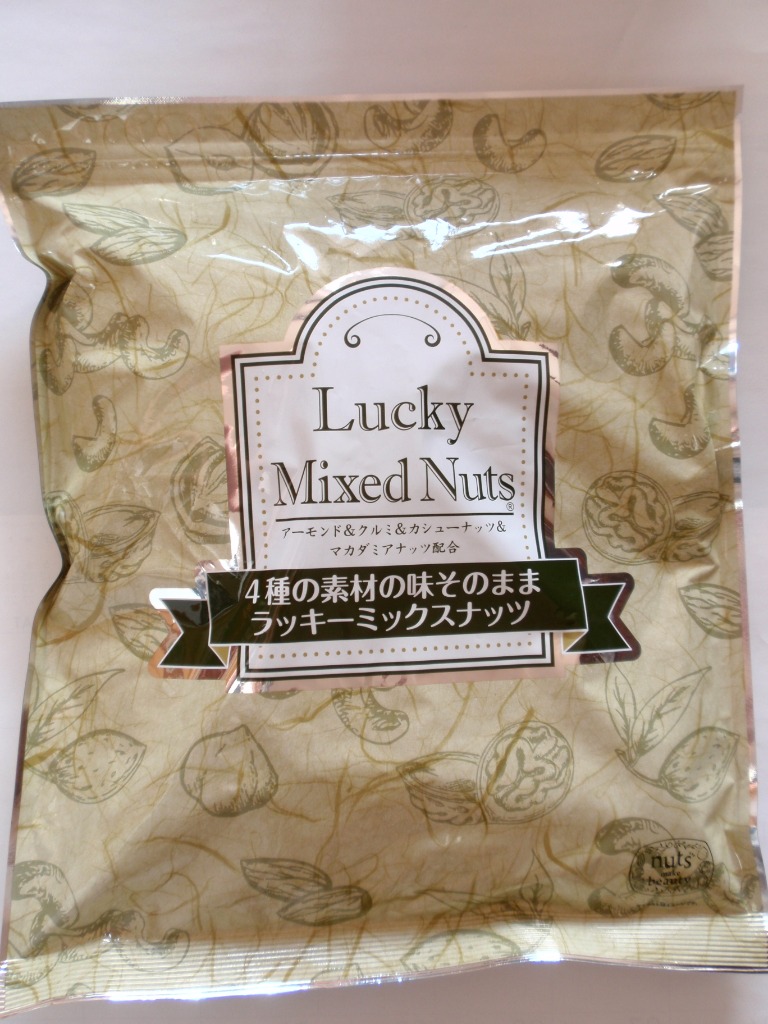 Lucky
Mixed Nuts®
アーモンド&クルミ&カシューナッツ&
マカダミアナッツ配合
4種の素材の味そのまま
ラッキーミックスナッツ
nuts
beauty